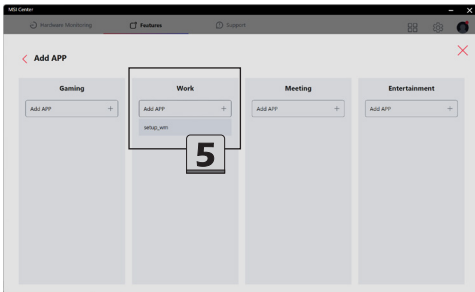 MSI Center
Hardware Monitoring Features Support
Add APP
Gaming Work Meeting Entertainment
Add APP + Add APP + Add APP + Add APP +
setup_win
5